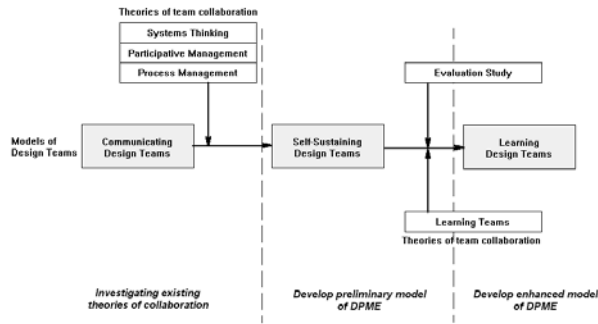 Theories of team collaboration
Systems Thinking
Participative Management
Process Management
Evaluation Study
Models of
Design Teams
Communicating
Design Teams
Self-Sustaining
Design Teams
Learning
Design Teams
Learning Teams
Theories of team collaboration
Investigating existing
theories of collaboration
Develop preliminary model
of DPME
Develop enhanced model
of DPME